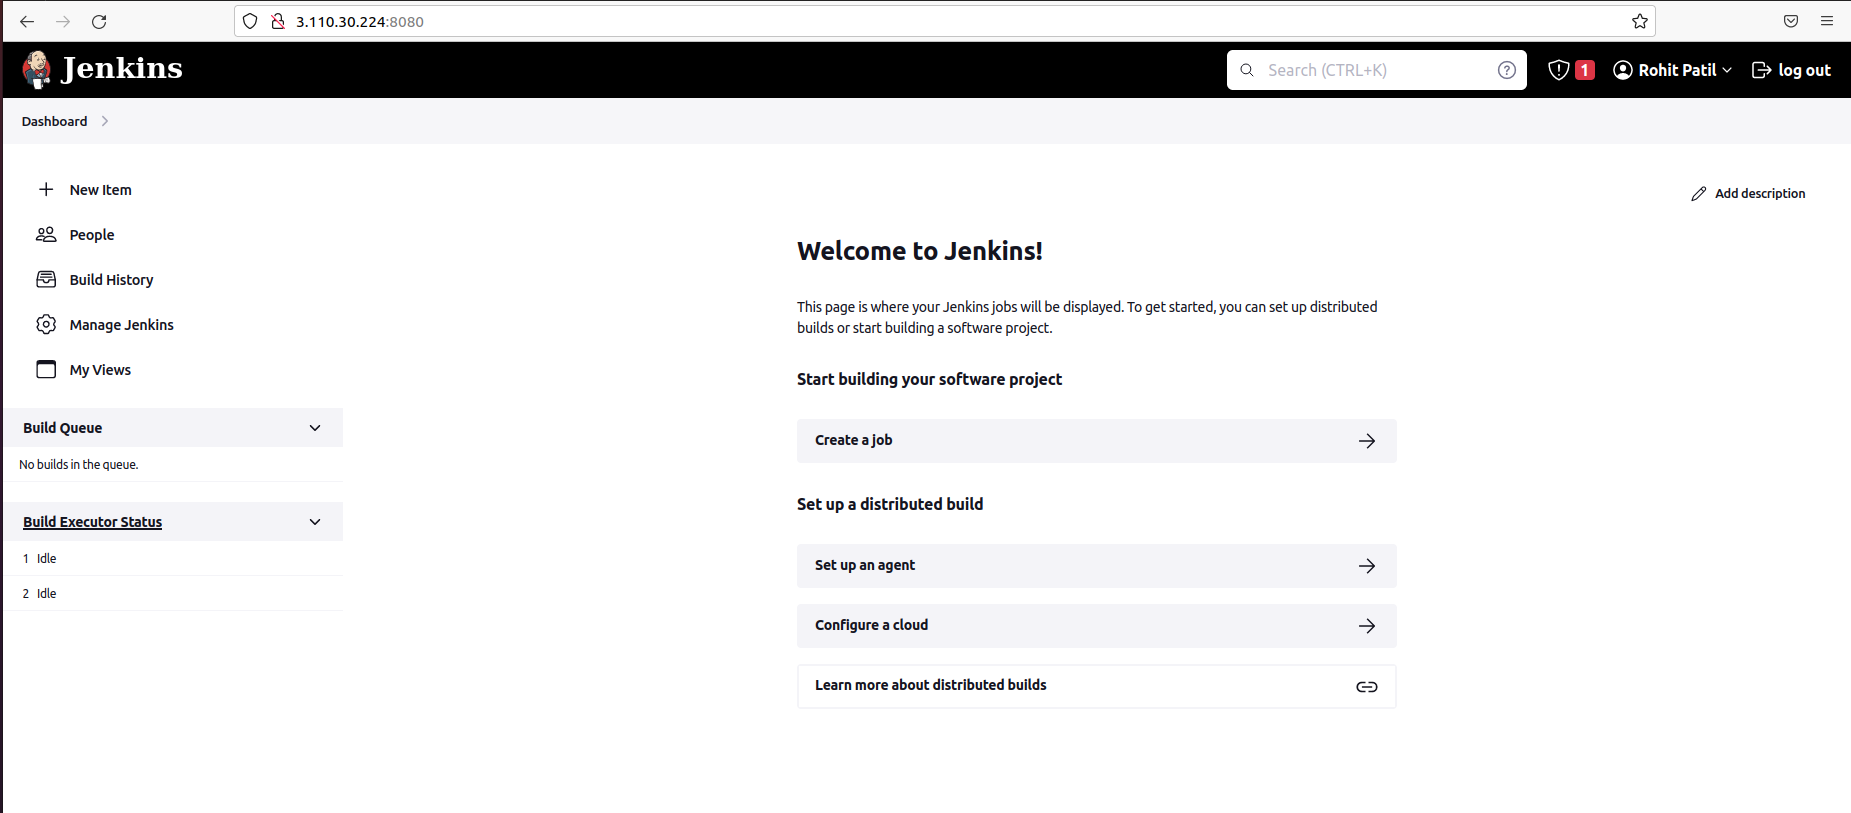 3.110.30.224:8080
Jenkins
Search (CTRL+K)
1
Rohit Patil
log out
Dashboard
New Item
People
Build History
Manage Jenkins
My Views
Build Queue
No builds in the queue.
Build Executor Status
1 Idle
2 Idle
Add description
Welcome to Jenkins!
This page is where your Jenkins jobs will be displayed. To get started, you can set up distributed
builds or start building a software project.
Start building your software project
Create a job
Set up a distributed build
Set up an agent
Configure a cloud
Learn more about distributed builds